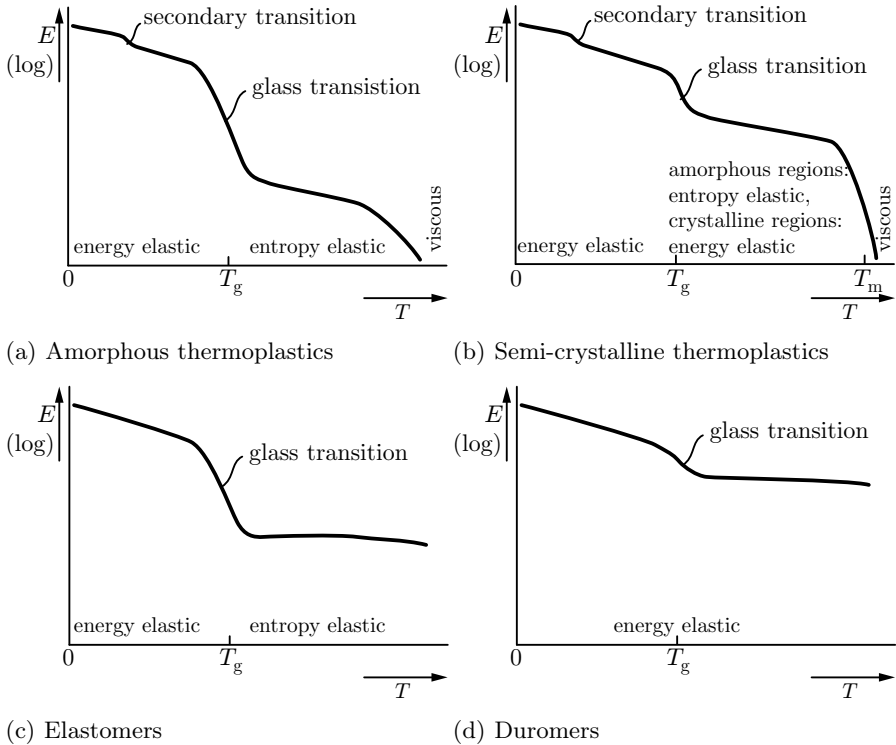 E
(log)
secondary transition
glass transistion
energy elastic
entropy elastic
viscous
0
Tg
T
(a) Amorphous thermoplastics
E
(log)
secondary transition
glass transition
amorphous regions:
entropy elastic,
crystalline regions:
energy elastic
energy elastic
viscous
0
Tg
Tm
T
(b) Semi-crystalline thermoplastics
E
(log)
glass transition
energy elastic
entropy elastic
0
Tg
T
(c) Elastomers
E
(log)
glass transition
energy elastic
0
Tg
T
(d) Duromers